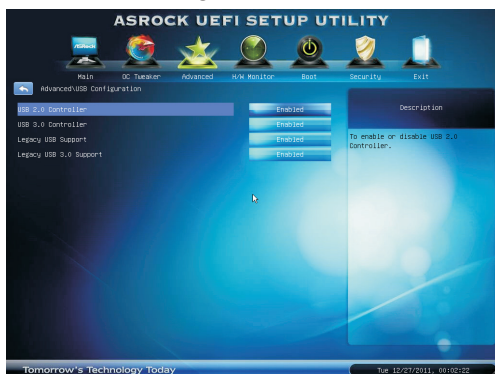 ASROCK UEFI SETUP UTILITY
ASRock
Main OC Tweaker Advanced H/W Monitor Boot Security Exit
Advanced\USB Configuration
Description
USB 2.0 Controller Enabled
USB 3.0 Controller Enabled
Legacy USB Support Enabled
Legacy USB 3.0 Support Enabled
To enable or disable USB 2.0
Controller.
Tomorrow's Technology Today
Tue 12/27/2011, 00:02:22